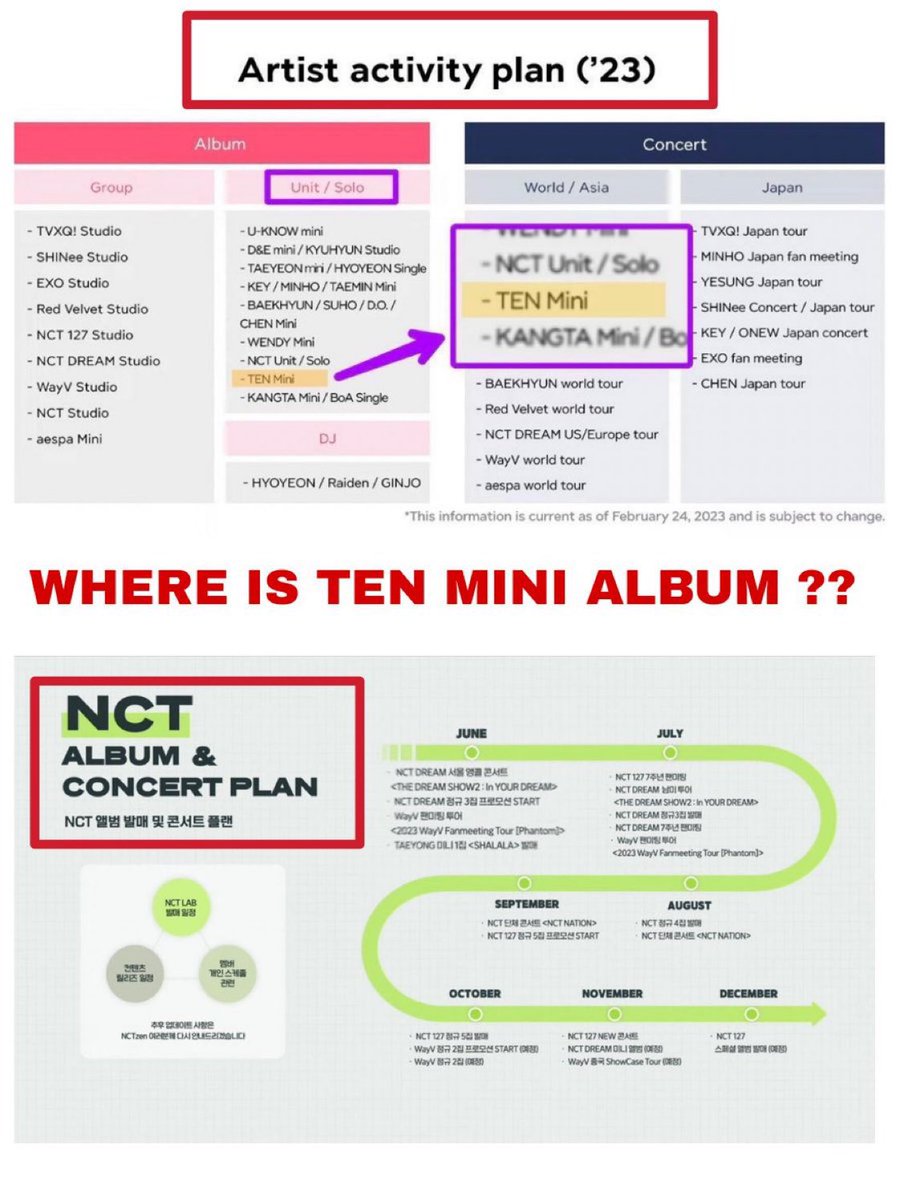 Artist activity plan ('23)
Album
Group
Unit / Solo
- TVXQ! Studio
- SHINee Studio
- EXO Studio
- Red Velvet Studio
- NCT 127 Studio
- NCT DREAM Studio
- WayV Studio
- NCT Studio
- aespa Mini
- U-KNOW mini
- D&E mini / KYUHYUN Studio
- TAEYEON mini / HYOYEON Single
- KEY / MINHO / TAEMIN Mini
- BAEKHYUN / SUHO / D.O. /
CHEN Mini
- WENDY Mini
- NCT Unit / Solo
- TEN Mini
- KANGTA Mini / BoA Single
DJ
- HYOYEON / Raiden / GINJO
Concert
World / Asia
Japan
- WENDY Mini
- NCT Unit / Solo
- TEN Mini
- KANGTA Mini / Bo
- BAEKHYUN world tour
- Red Velvet world tour
- NCT DREAM US/Europe tour
- WayV world tour
- aespa world tour
- TVXQ! Japan tour
- MINHO Japan fan meeting
- YESUNG Japan tour
- SHINee Concert / Japan tour
- KEY / ONEW Japan concert
- EXO fan meeting
- CHEN Japan tour
*This information is current as of February 24, 2023 and is subject to change.
WHERE IS TEN MINI ALBUM ??
NCT
ALBUM &
CONCERT PLAN
NCT 앨범 발매 및 콘서트 플랜
NCT LAB
발매 일정
컨텐츠
릴리즈 일정
멤버
개인 스케줄
관련
추후 업데이트 사항은
NCTzen 여러분께 다시 안내드리겠습니다
JUNE
· NCT DREAM 서울 앵콜 콘서트
<THE DREAM SHOW2 : In YOUR DREAM>
· NCT DREAM 정규 3집 프로모션 START
· WayV 팬미팅 투어
<2023 WayV Fanmeeting Tour [Phantom]>
· TAEYONG 미니 1집 <SHALALA> 발매
JULY
· NCT 127 7주년 팬미팅
· NCT DREAM 남미 투어
<THE DREAM SHOW2 : In YOUR DREAM>
· NCT DREAM 정규3집 발매
· NCT DREAM 7주년 팬미팅
· WayV 팬미팅 투어
<2023 WayV Fanmeeting Tour [Phantom]>
SEPTEMBER
· NCT 단체 콘서트 <NCT NATION>
· NCT 127 정규 5집 프로모션 START
AUGUST
· NCT 정규 4집 발매
· NCT 단체 콘서트 <NCT NATION>
OCTOBER
· NCT 127 정규 5집 발매
· WayV 정규 2집 프로모션 START (예정)
· WayV 정규 2집 (예정)
NOVEMBER
· NCT 127 NEW 콘서트
· NCT DREAM 미니 앨범 (예정)
· WayV 중국 ShowCase Tour (예정)
DECEMBER
· NCT 127
스페셜 앨범 발매 (예정)